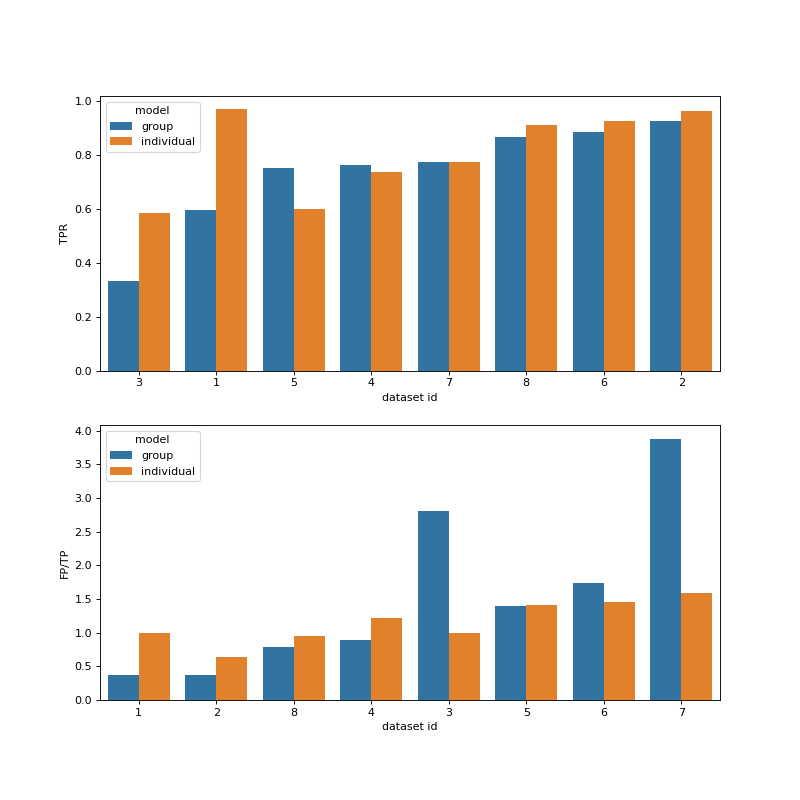 1.0
0.8
0.6
0.4
0.2
0.0
TPR
model
group
individual
3 1 5 4 7 8 6 2
dataset id
4.0
3.5
3.0
2.5
2.0
1.5
1.0
0.5
0.0
FP/TP
model
group
individual
1 2 8 4 3 5 6 7
dataset id